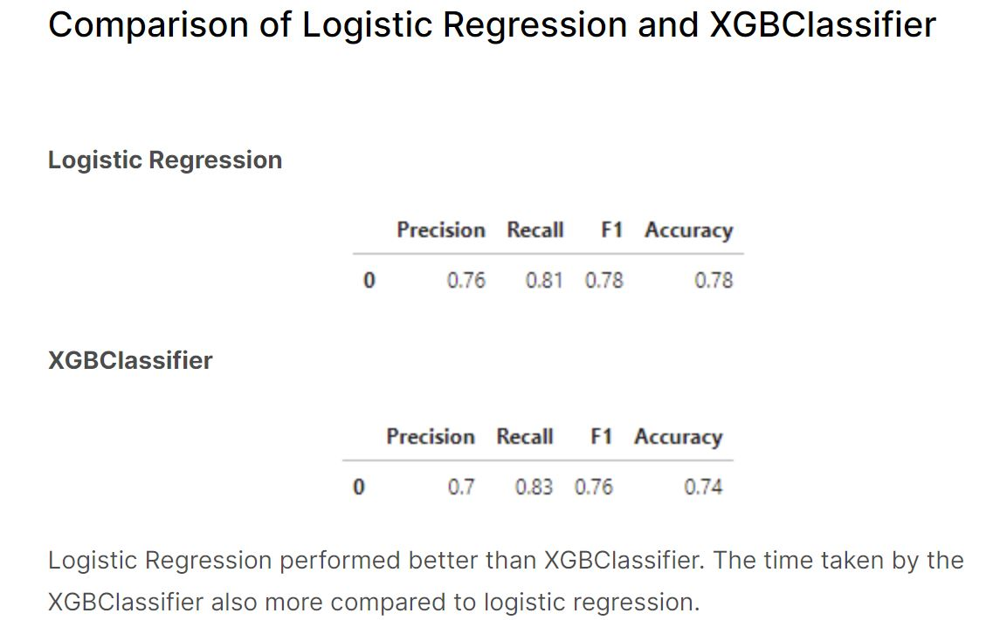 Comparison of Logistic Regression and XGBClassifier
Logistic Regression
Precision Recall F1 Accuracy
0 0.76 0.81 0.78 0.78
XGBClassifier
Precision Recall F1 Accuracy
0 0.7 0.83 0.76 0.74
Logistic Regression performed better than XGBClassifier. The time taken by the
XGBClassifier also more compared to logistic regression.